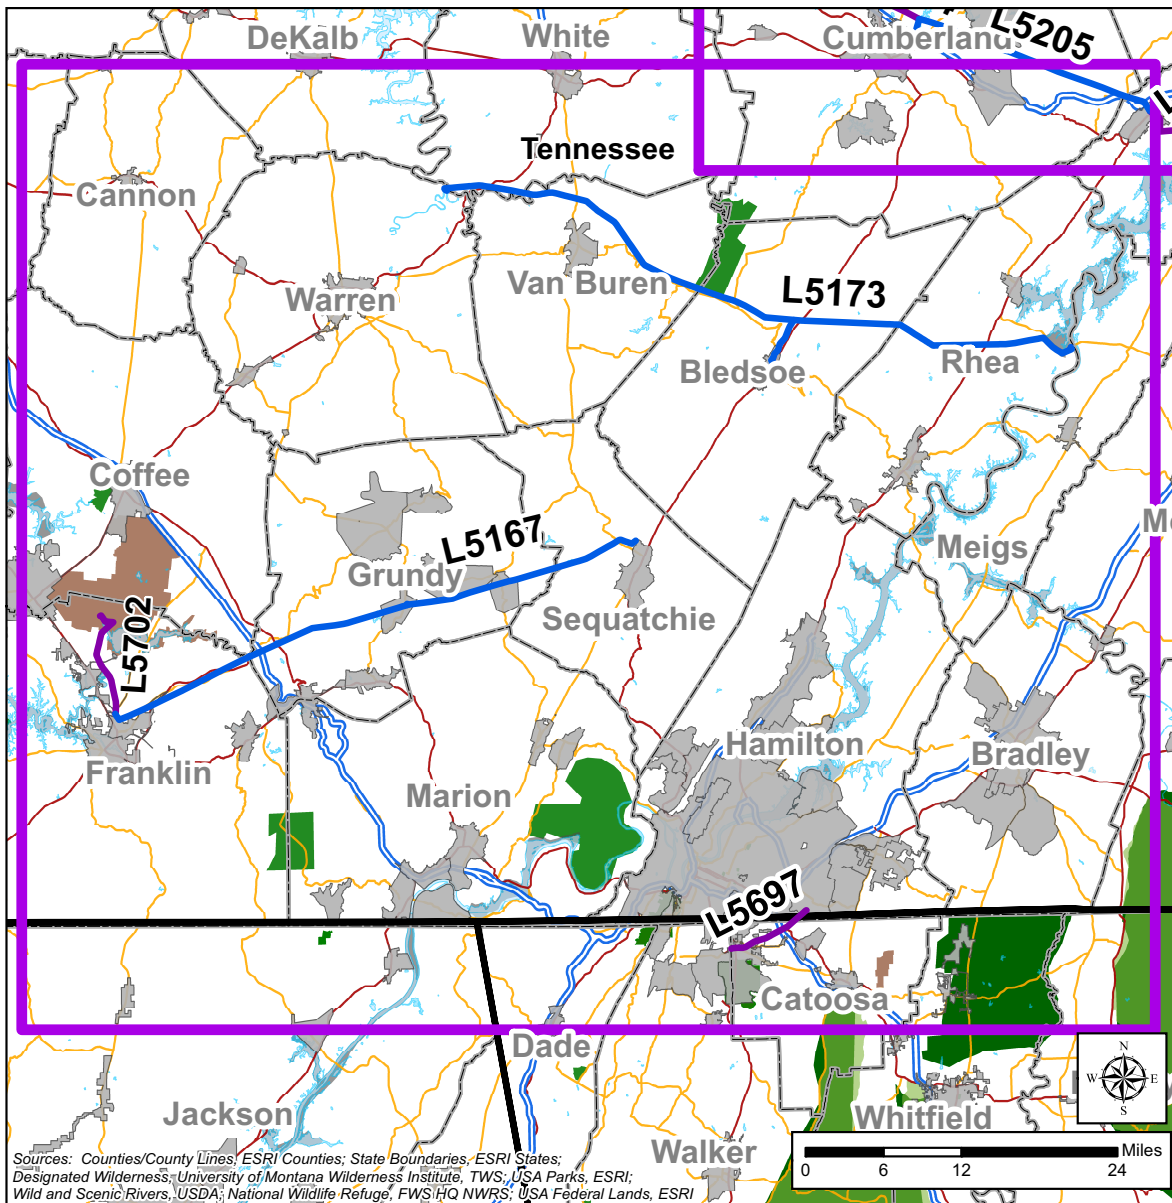 DeKalb
White
Cumberland
L5205
L
Tennessee
Cannon
Van Buren
Warren
L5173
Bledsoe
Rhea
Coffee
L5167
Grundy
Meigs
L5702
Sequatchie
Franklin
Hamilton
Bradley
Marion
L5697
Catoosa
Dade
Jackson
Whitfield
Walker
N
W E
S
Miles
0 6 12 24
Sources: Counties/County Lines, ESRI Counties; State Boundaries, ESRI States;
Designated Wilderness, University of Montana Wilderness Institute, TWS; USA Parks, ESRI;
Wild and Scenic Rivers, USDA; National Wildlife Refuge, FWS HQ NWRS; USA Federal Lands, ESRI